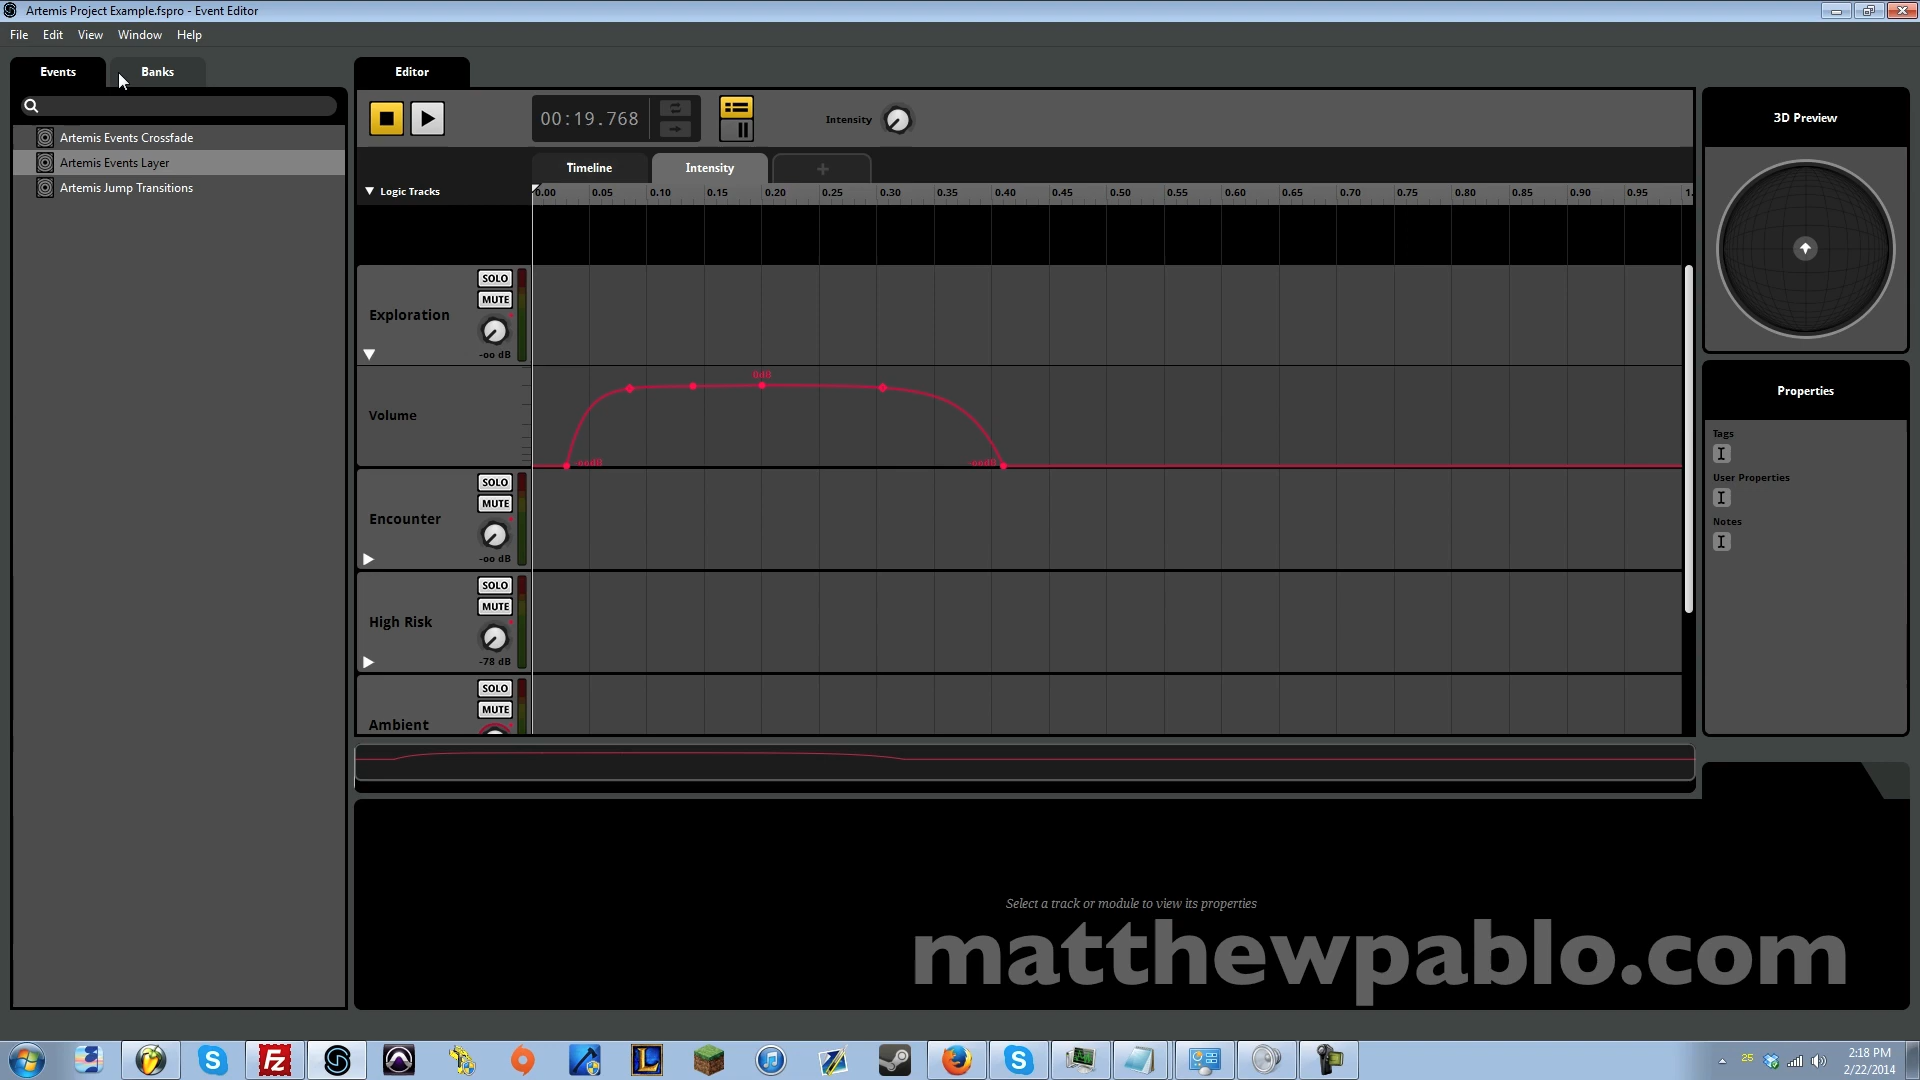 Artemis Project Example.fspro - Event Editor
File Edit View Window Help
Events Banks
Editor
00:19.768
Intensity
3D Preview
Artemis Events Crossfade
Artemis Events Layer
Artemis Jump Transitions
Timeline Intensity +
Logic Tracks
0.00 0.05 0.10 0.15 0.20 0.25 0.30 0.35 0.40 0.45 0.50 0.55 0.60 0.65 0.70 0.75 0.80 0.85 0.90 0.95 1.
SOLO
MUTE
Exploration
-oo dB
Volume
Properties
Tags
User Properties
Notes
SOLO
MUTE
Encounter
-oo dB
SOLO
MUTE
High Risk
-78 dB
SOLO
MUTE
Ambient
Select a track or module to view its properties
matthewpablo.com
25
2:18 PM
2/22/2014